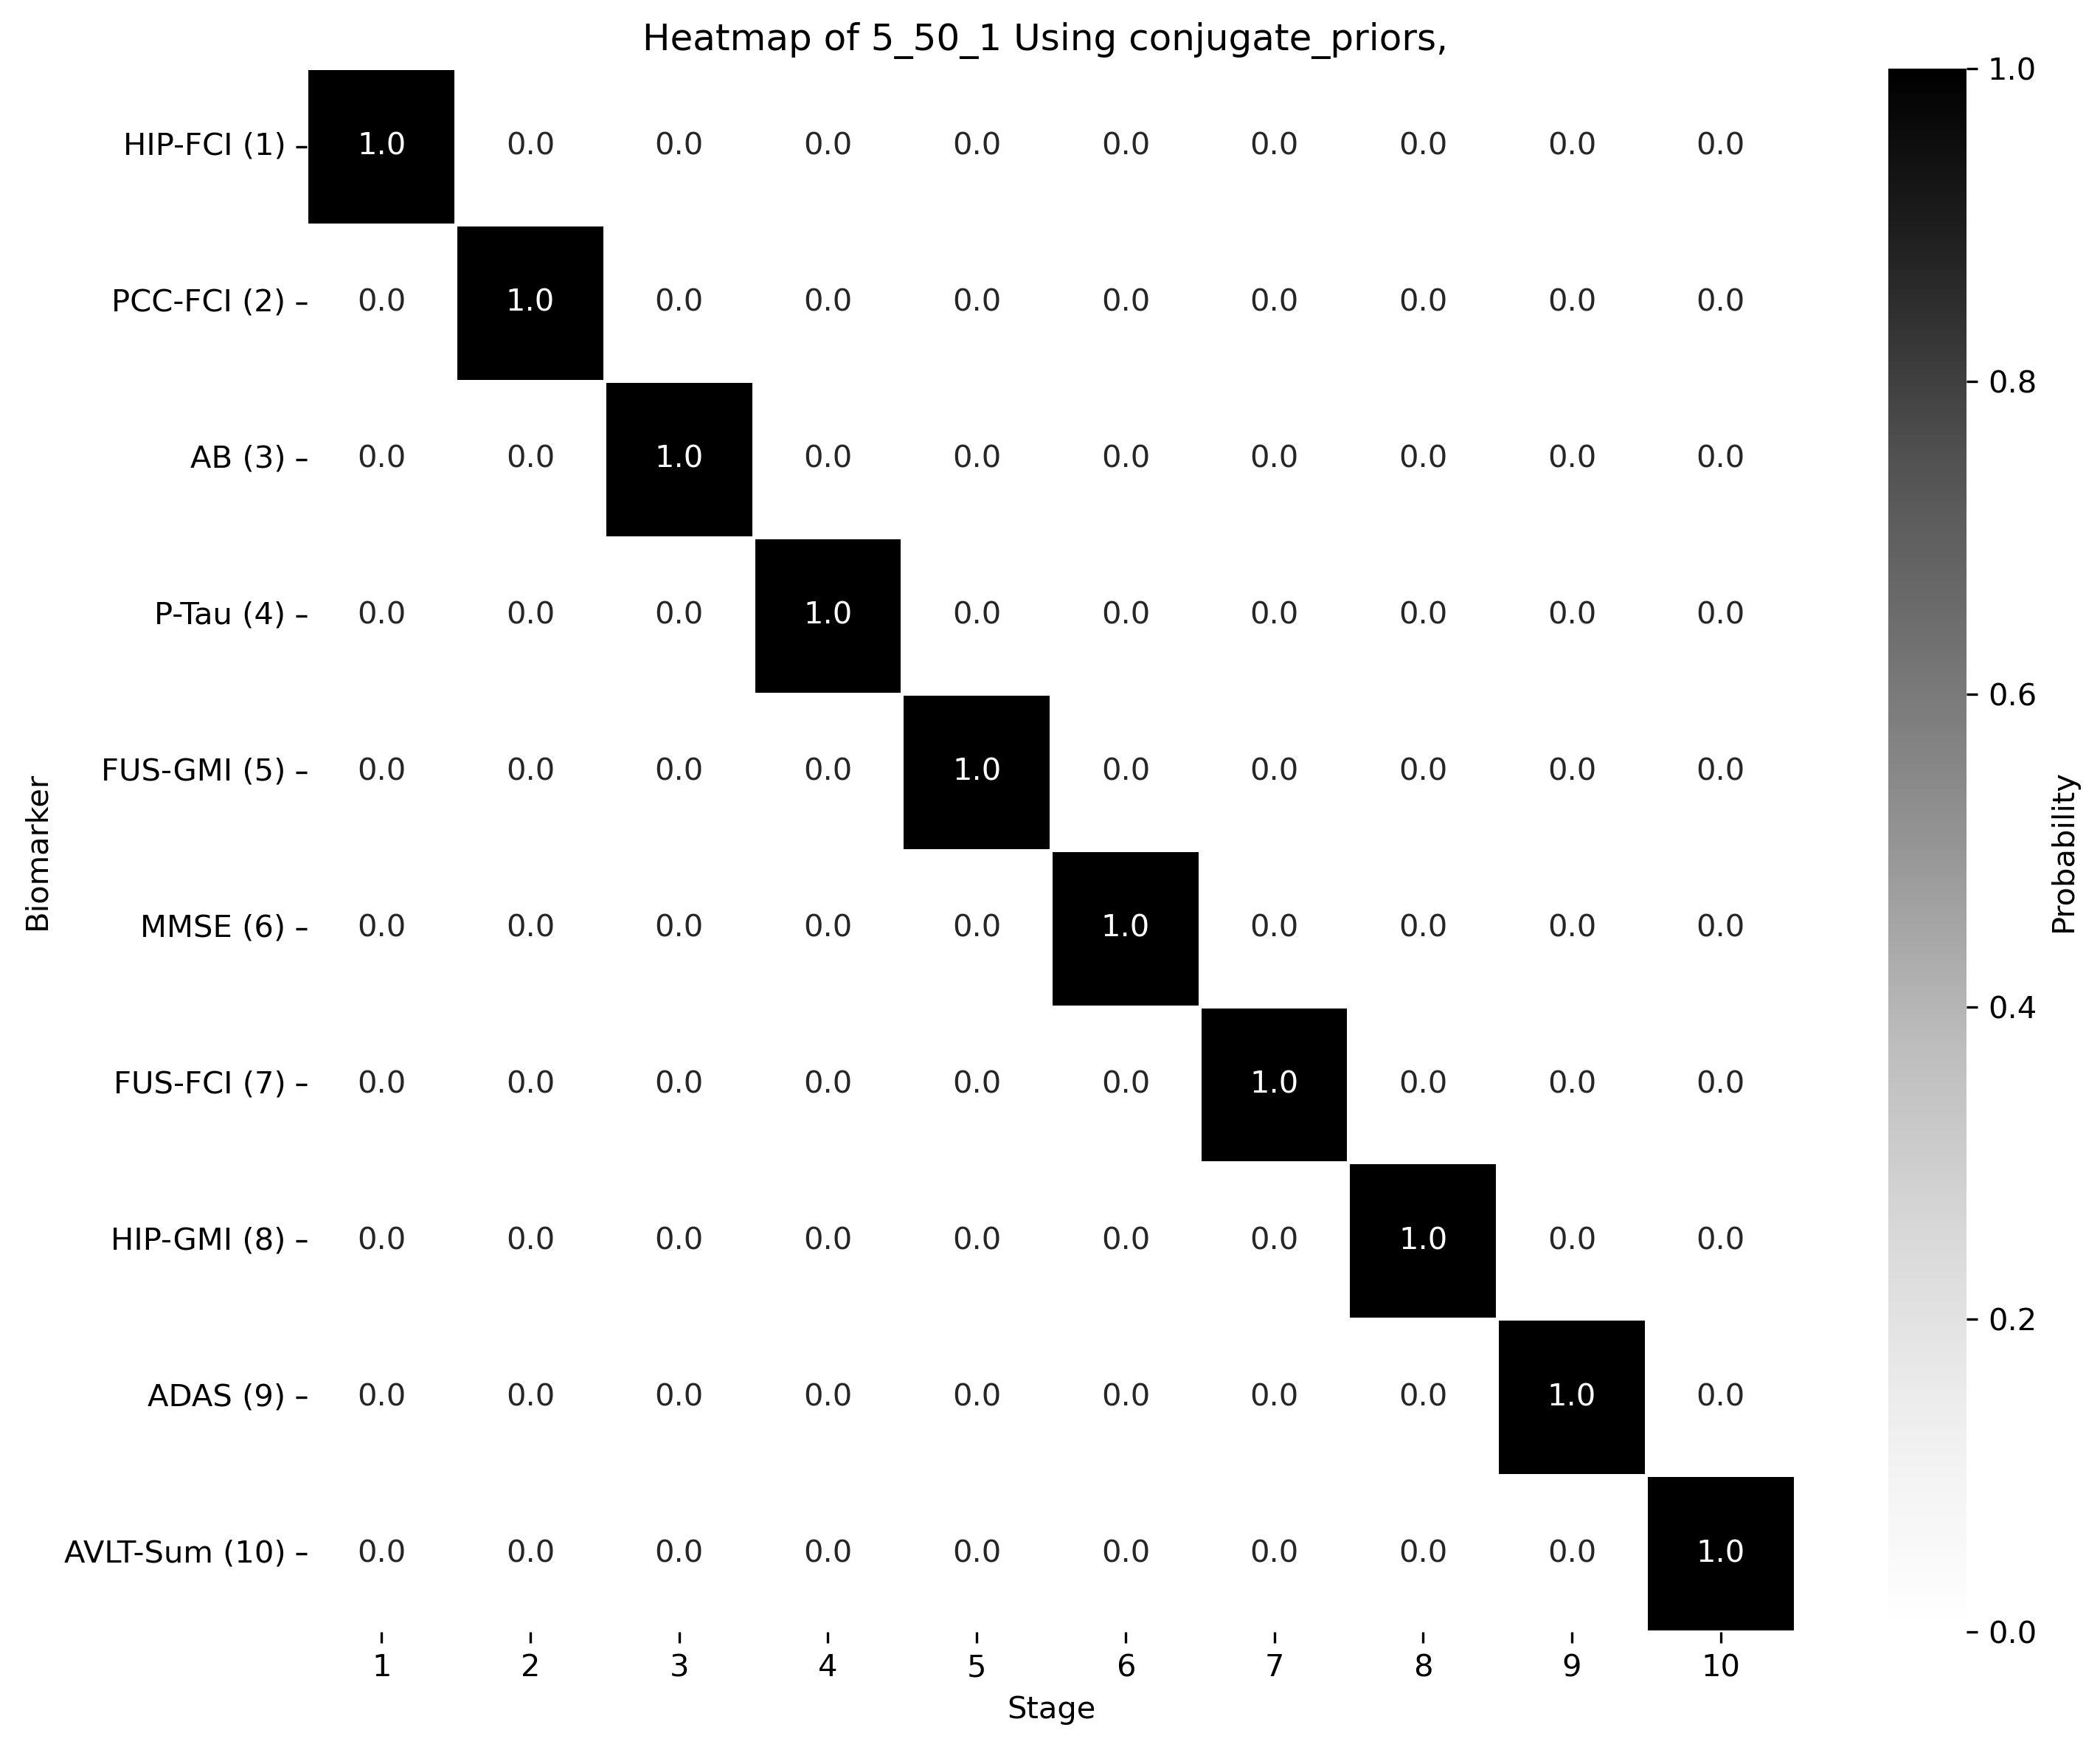 Heatmap of 5_50_1 Using conjugate_priors,
HIP-FCI (1) 1.0 0.0 0.0 0.0 0.0 0.0 0.0 0.0 0.0 0.0
PCC-FCI (2) 0.0 1.0 0.0 0.0 0.0 0.0 0.0 0.0 0.0 0.0
AB (3) 0.0 0.0 1.0 0.0 0.0 0.0 0.0 0.0 0.0 0.0
P-Tau (4) 0.0 0.0 0.0 1.0 0.0 0.0 0.0 0.0 0.0 0.0
FUS-GMI (5) 0.0 0.0 0.0 0.0 1.0 0.0 0.0 0.0 0.0 0.0
MMSE (6) 0.0 0.0 0.0 0.0 0.0 1.0 0.0 0.0 0.0 0.0
FUS-FCI (7) 0.0 0.0 0.0 0.0 0.0 0.0 1.0 0.0 0.0 0.0
HIP-GMI (8) 0.0 0.0 0.0 0.0 0.0 0.0 0.0 1.0 0.0 0.0
ADAS (9) 0.0 0.0 0.0 0.0 0.0 0.0 0.0 0.0 1.0 0.0
AVLT-Sum (10) 0.0 0.0 0.0 0.0 0.0 0.0 0.0 0.0 0.0 1.0
1 2 3 4 5 6 7 8 9 10
Stage
Biomarker
1.0
0.8
0.6
0.4
0.2
0.0
Probability